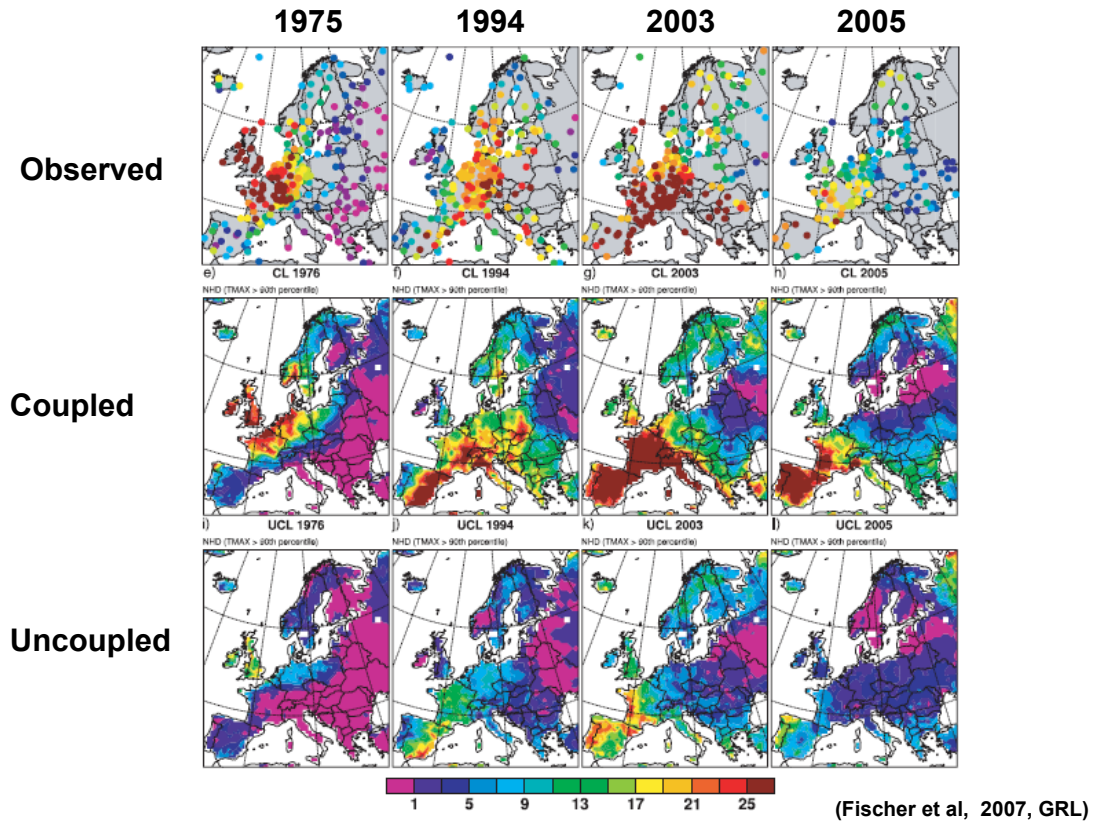 1975 1994 2003 2005
Observed
e) CL 1976 f) CL 1994 g) CL 2003 h) CL 2005
NHD (TMAX > 90th percentile) NHD (TMAX > 90th percentile) NHD (TMAX > 90th percentile) NHD (TMAX > 90th percentile)
Coupled
i) UCL 1976 j) UCL 1994 k) UCL 2003 l) UCL 2005
NHD (TMAX > 90th percentile) NHD (TMAX > 90th percentile) NHD (TMAX > 90th percentile) NHD (TMAX > 90th percentile)
Uncoupled
1 5 9 13 17 21 25
(Fischer et al, 2007, GRL)